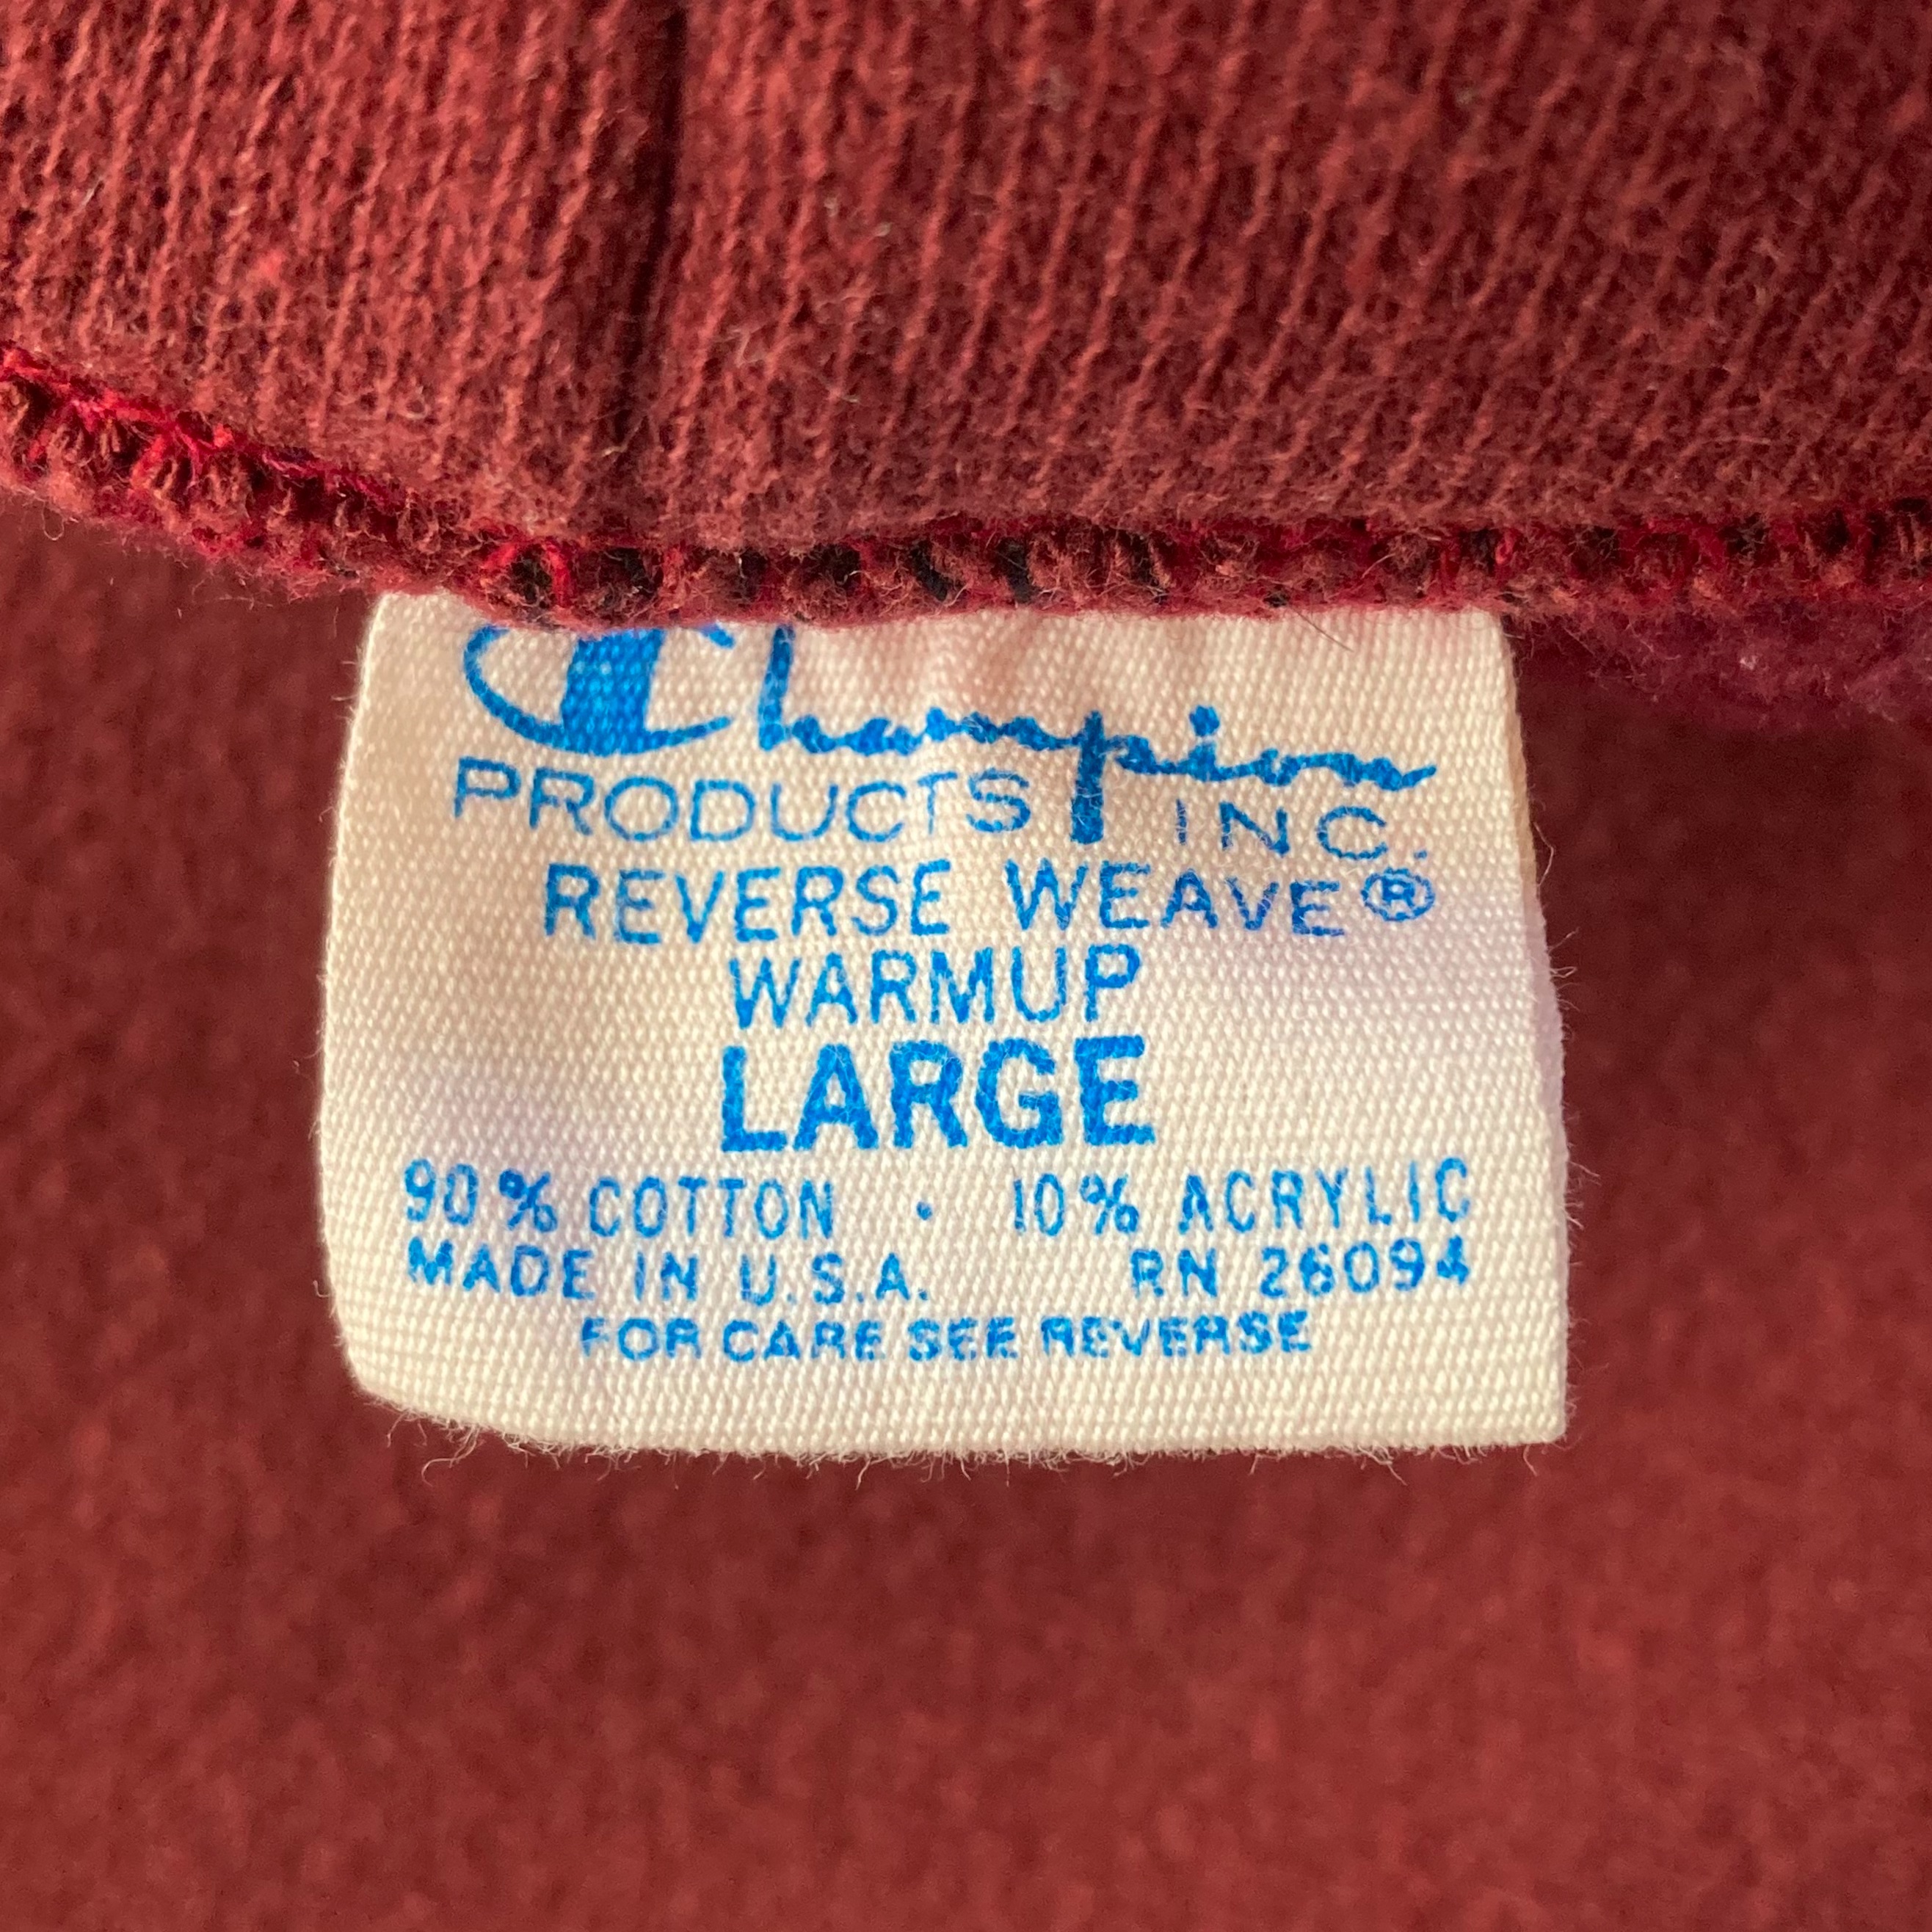 Champion
PRODUCTS INC.
REVERSE WEAVE®
WARMUP
LARGE
90% COTTON · 10% ACRYLIC
MADE IN U.S.A. RN 26094
FOR CARE SEE REVERSE